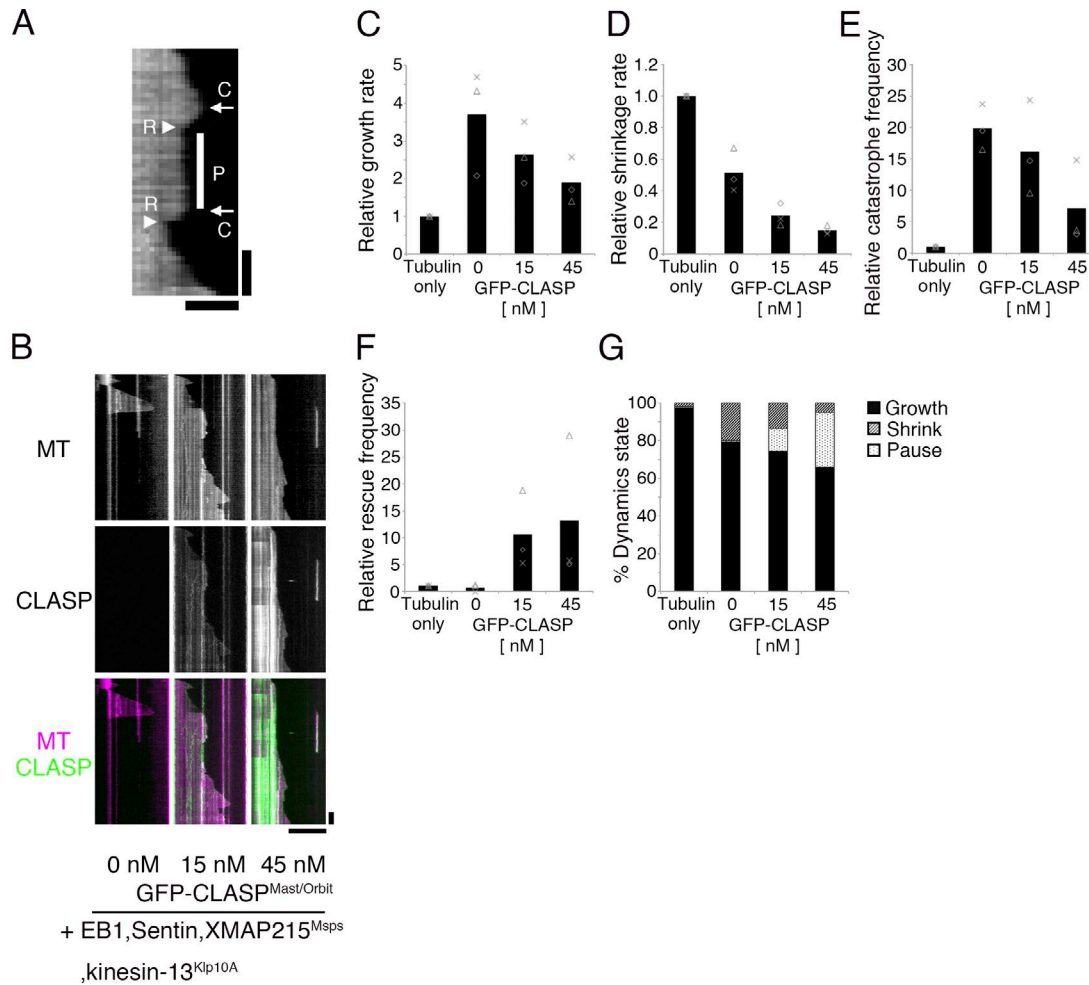 A
C
R
P
R
C
B
MT
CLASP
MT
CLASP
0 nM 15 nM 45 nM
GFP-CLASPMast/Orbit
+ EB1,Sentin,XMAP215Msps
,kinesin-13Klp10A
C
Relative growth rate
5
4
3
2
1
0
Tubulin only
0 15 45
GFP-CLASP
[ nM ]
D
Relative shrinkage rate
1.2
1.0
0.8
0.6
0.4
0.2
0
Tubulin only
0 15 45
GFP-CLASP
[ nM ]
E
Relative catastrophe frequency
30
25
20
15
10
5
0
Tubulin only
0 15 45
GFP-CLASP
[ nM ]
F
Relative rescue frequency
35
30
25
20
15
10
5
0
Tubulin only
0 15 45
GFP-CLASP
[ nM ]
G
% Dynamics state
100
80
60
40
20
0
Tubulin only
0 15 45
GFP-CLASP
[ nM ]
Growth
Shrink
Pause